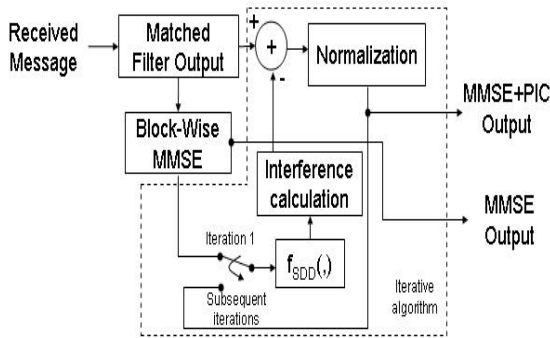 Received
Message
Matched
Filter Output
+
+
-
Normalization
MMSE+PIC
Output
Block-Wise
MMSE
Interference
calculation
MMSE
Output
Iteration 1
fSDD(,)
Subsequent
iterations
Iterative
algorithm